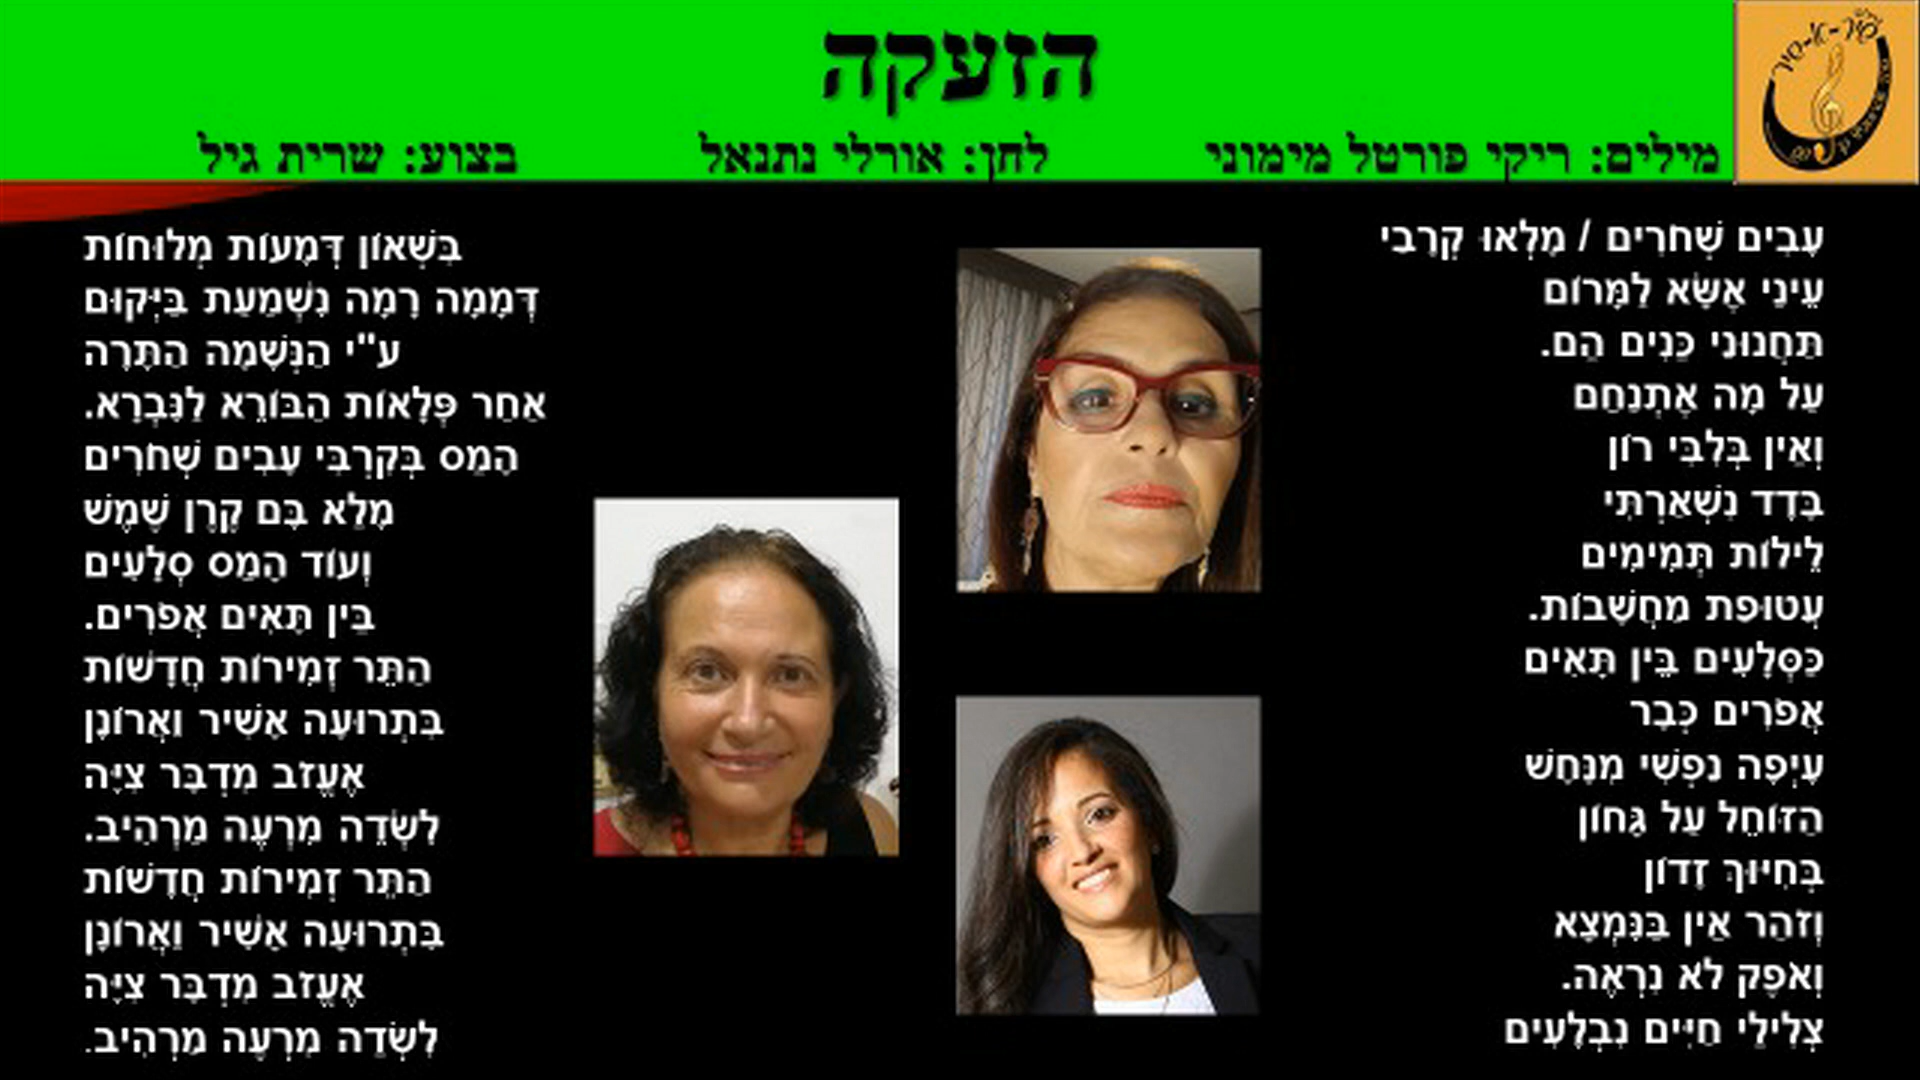 הזעקה
מילים: ריקי פורטל מימוני
לחן: אורלי נתנאל
בצוע: שרית גיל
שיר-א-שיר
עָבִים שְׁחֹרִים / מָלְאוּ קְרָבַי
עֵינַי אֶשָּׂא לַמָּרוֹם
תַּחֲנוּנַי כֵּנִים הֵם.
עַל מָה אֶתְנַחֵם
וְאֵין בְּלִבִּי רוֹן
בָּדָד נִשְׁאַרְתִּי
לֵילוֹת תְּמִימִים
עֲטוּפַת מַחֲשָׁבוֹת.
כַּסְּלָעִים בֵּין תָּאִים
אֲפֹרִים כְּבָר
עָיְפָה נַפְשִׁי מִנָּחָשׁ
הַזּוֹחֵל עַל גָּחוֹן
בְּחִיּוּךְ זָדוֹן
וְזֹהַר אֵין בַּנִּמְצָא
וְאֹפֶק לֹא נִרְאֶה.
צְלִילֵי חַיִּים נִבְלָעִים
בִּשְׁאוֹן דְּמָעוֹת מְלוּחוֹת
דְּמָמָה רָמָה נִשְׁמַעַת בַּיְּקוּם
ע"י הַנְּשָׁמָה הַתָּרָה
אַחַר פְּלָאוֹת הַבּוֹרֵא לַנִּבְרָא.
הָמֵס בְּקִרְבִּי עָבִים שְׁחֹרִים
מַלֵּא בָּם קֶרֶן שֶׁמֶשׁ
וְעוֹד הָמֵס סְלָעִים
בֵּין תָּאִים אֲפֹרִים.
הַתֵּר זְמִירוֹת חֲדָשׁוֹת
בִּתְרוּעָה אָשִׁיר וַאֲרוֹנֵן
אֶעֱזֹב מִדְבַּר צִיָּה
לִשְׂדֵה מִרְעֶה מַרְהִיב.
הַתֵּר זְמִירוֹת חֲדָשׁוֹת
בִּתְרוּעָה אָשִׁיר וַאֲרוֹנֵן
אֶעֱזֹב מִדְבַּר צִיָּה
לִשְׂדֵה מִרְעֶה מַרְהִיב.